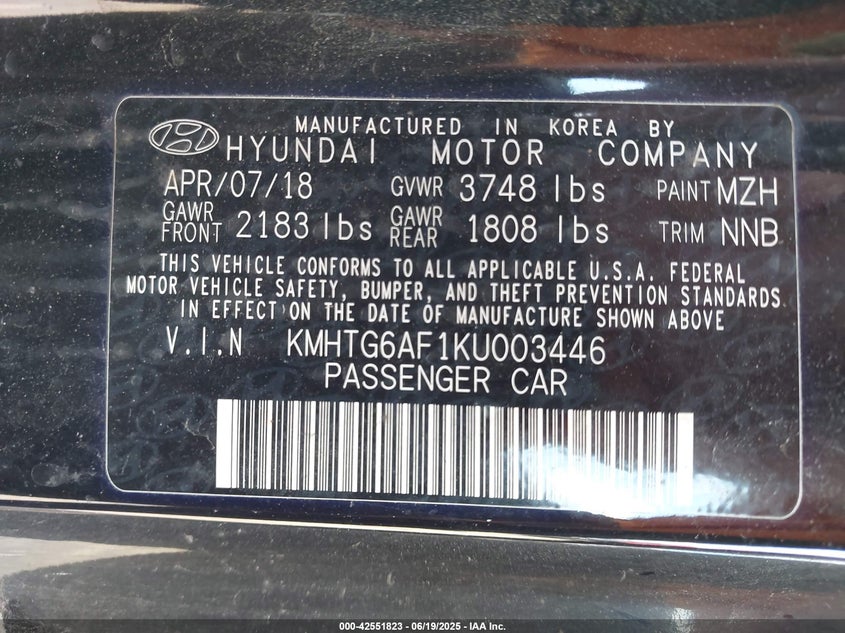 MANUFACTURED IN KOREA BY
HYUNDAI MOTOR COMPANY
APR/07/18 GVWR 3748 lbs PAINT MZH
GAWR FRONT 2183 lbs GAWR REAR 1808 lbs TRIM NNB
THIS VEHICLE CONFORMS TO ALL APPLICABLE U.S.A. FEDERAL
MOTOR VEHICLE SAFETY, BUMPER, AND THEFT PREVENTION STANDARDS
IN EFFECT ON THE DATE OF MANUFACTURE SHOWN ABOVE
V.I.N KMHTG6AF1KU003446
PASSENGER CAR
000-42551823 - 06/19/2025 - IAA Inc.